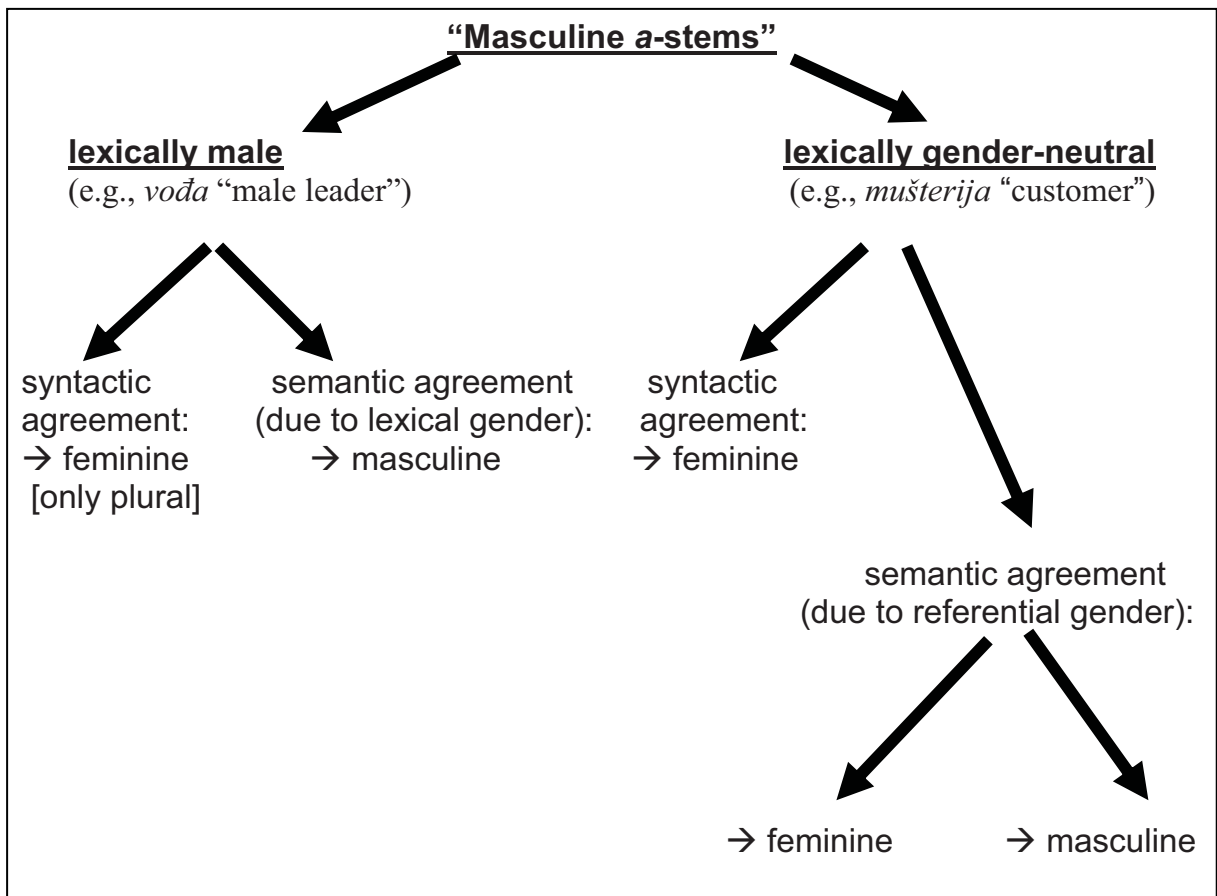 “Masculine a-stems”
lexically male
(e.g., vođa “male leader”)
lexically gender-neutral
(e.g., mušterija “customer”)
syntactic
agreement:
→ feminine
[only plural]
semantic agreement
(due to lexical gender):
→ masculine
syntactic
agreement:
→ feminine
semantic agreement
(due to referential gender):
→ feminine
→ masculine